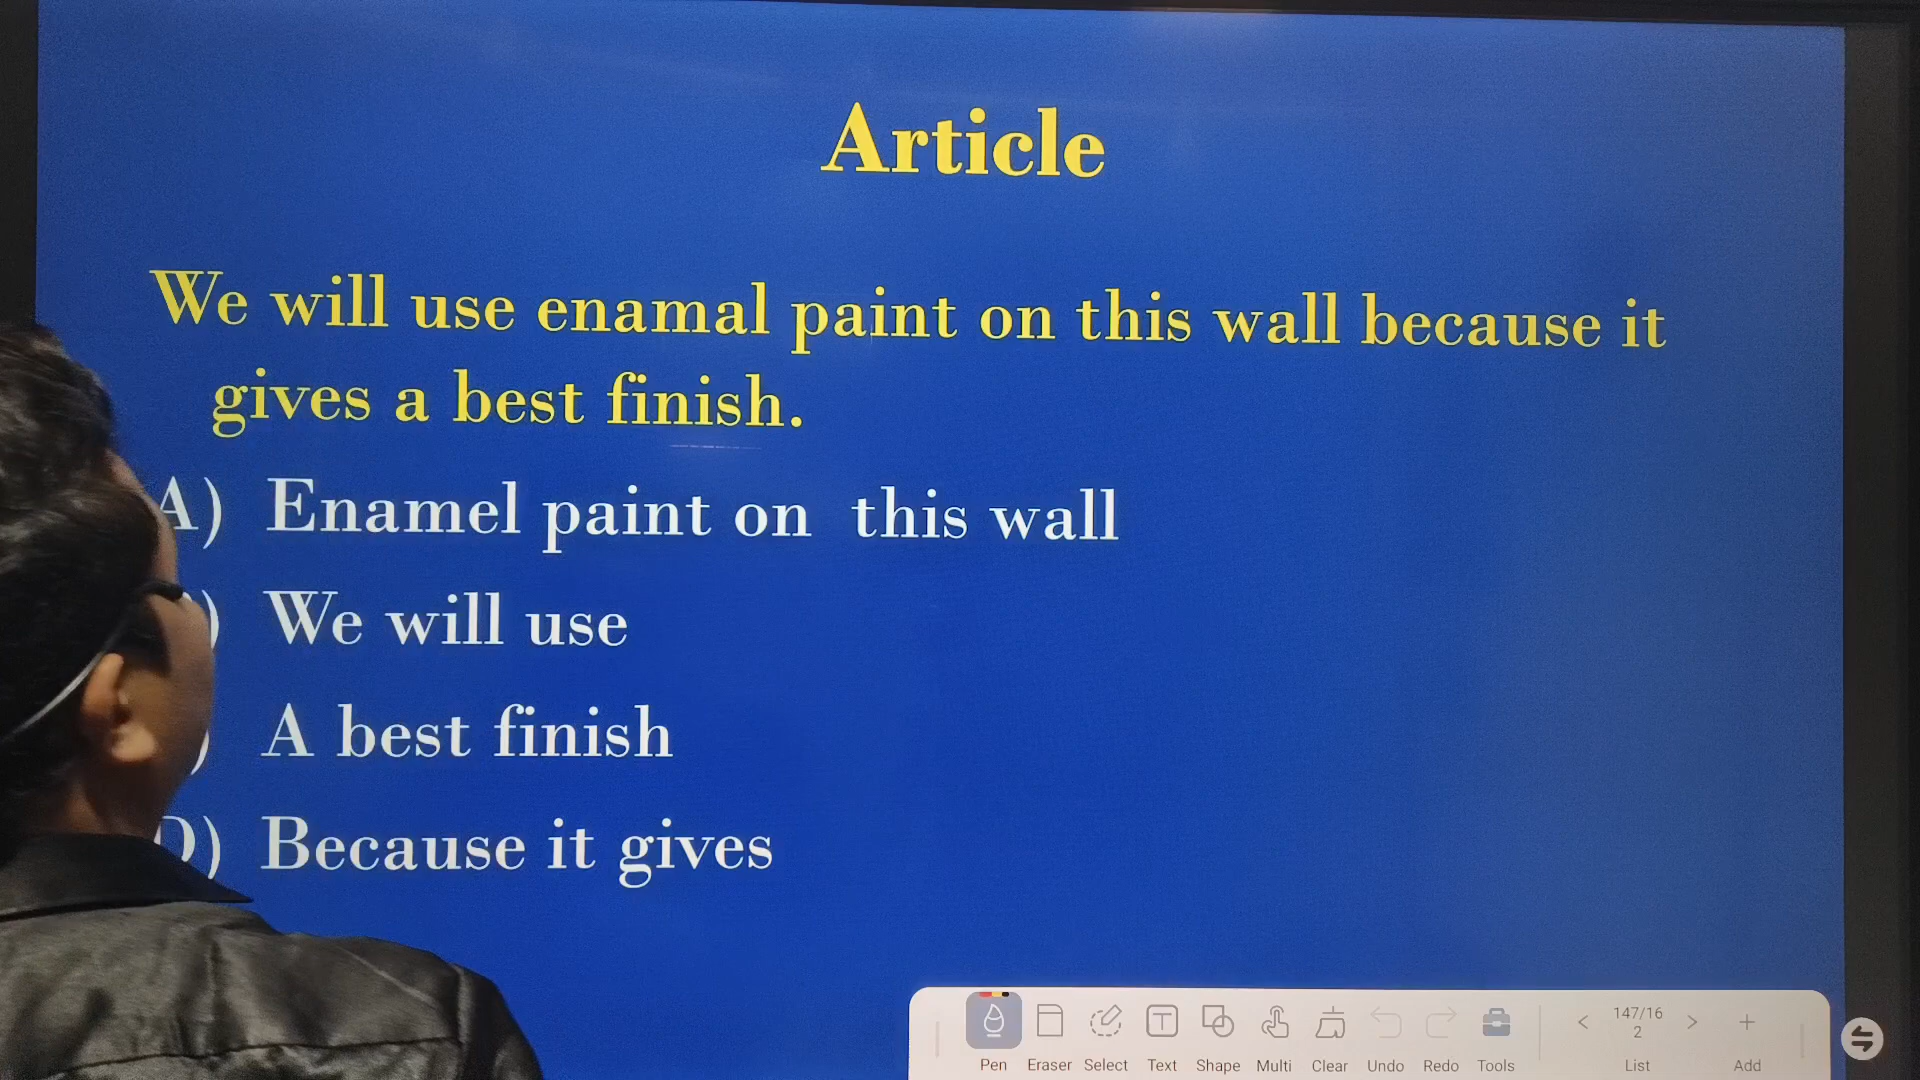 Article
We will use enamal paint on this wall because it
gives a best finish.
A) Enamel paint on this wall
) We will use
) A best finish
D) Because it gives
Pen Eraser Select Text Shape Multi Clear Undo Redo Tools < 147/16 2 List > + Add